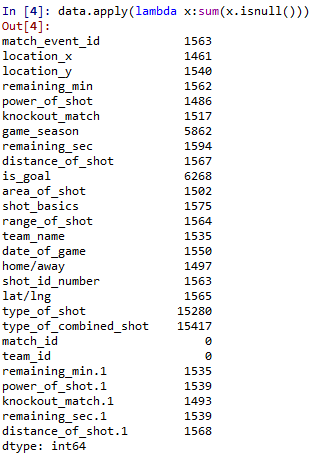 In [4]: data.apply(lambda x:sum(x.isnull()))
Out[4]:
match_event_id 1563
location_x 1461
location_y 1540
remaining_min 1562
power_of_shot 1486
knockout_match 1517
game_season 5862
remaining_sec 1594
distance_of_shot 1567
is_goal 6268
area_of_shot 1502
shot_basics 1575
range_of_shot 1564
team_name 1535
date_of_game 1550
home/away 1497
shot_id_number 1563
lat/lng 1565
type_of_shot 15280
type_of_combined_shot 15417
match_id 0
team_id 0
remaining_min.1 1535
power_of_shot.1 1539
knockout_match.1 1493
remaining_sec.1 1539
distance_of_shot.1 1568
dtype: int64